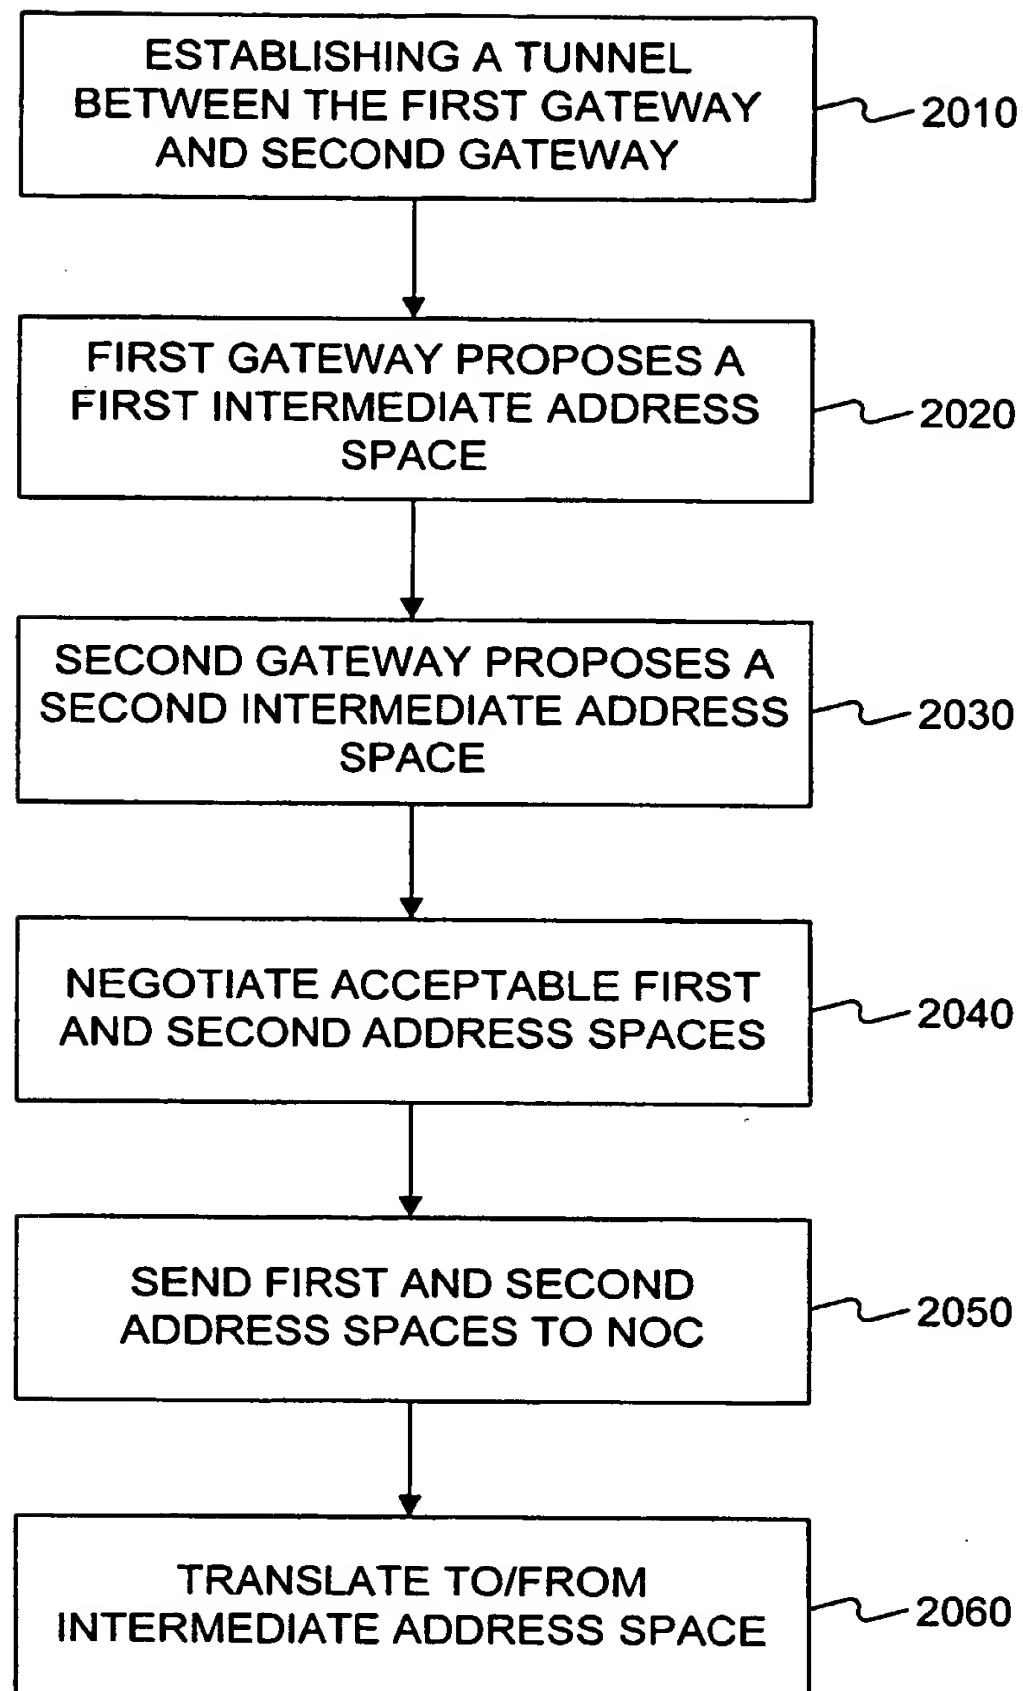 ESTABLISHING A TUNNEL
BETWEEN THE FIRST GATEWAY
AND SECOND GATEWAY
2010
FIRST GATEWAY PROPOSES A
FIRST INTERMEDIATE ADDRESS
SPACE
2020
SECOND GATEWAY PROPOSES A
SECOND INTERMEDIATE ADDRESS
SPACE
2030
NEGOTIATE ACCEPTABLE FIRST
AND SECOND ADDRESS SPACES
2040
SEND FIRST AND SECOND
ADDRESS SPACES TO NOC
2050
TRANSLATE TO/FROM
INTERMEDIATE ADDRESS SPACE
2060